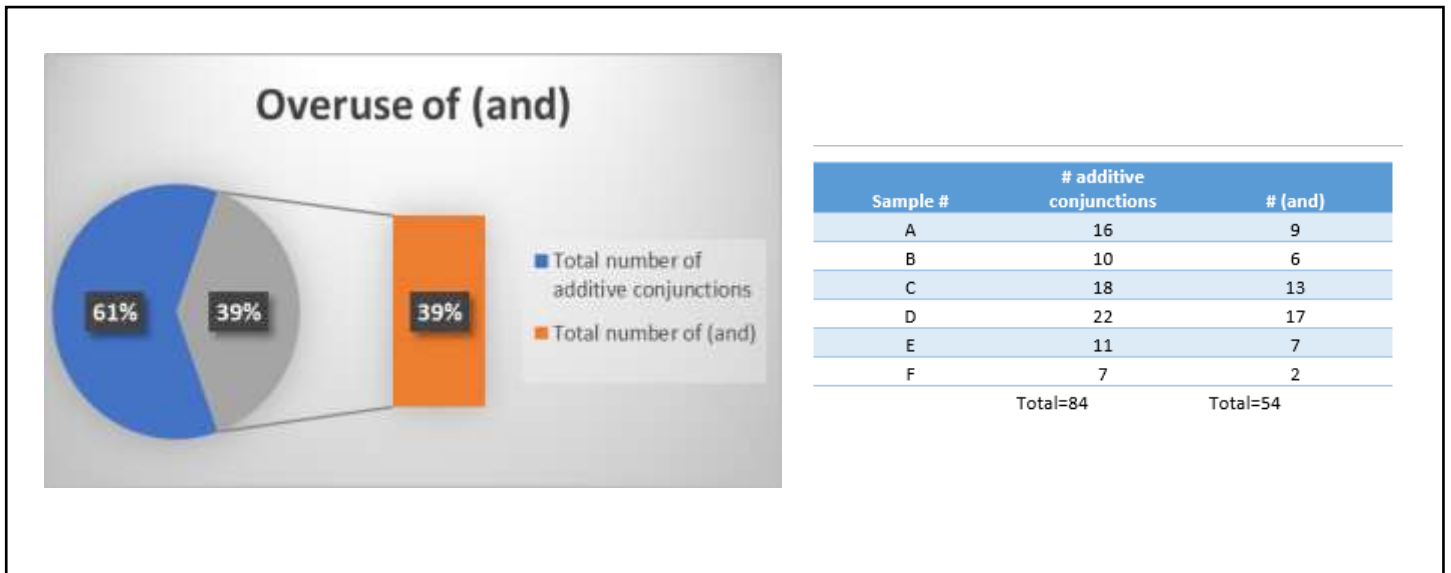 Overuse of (and)
61%
39%
39%
Total number of
additive conjunctions
Total number of (and)
# additive
Sample # conjunctions # (and)
A 16 9
B 10 6
C 18 13
D 22 17
E 11 7
F 7 2
Total=84 Total=54